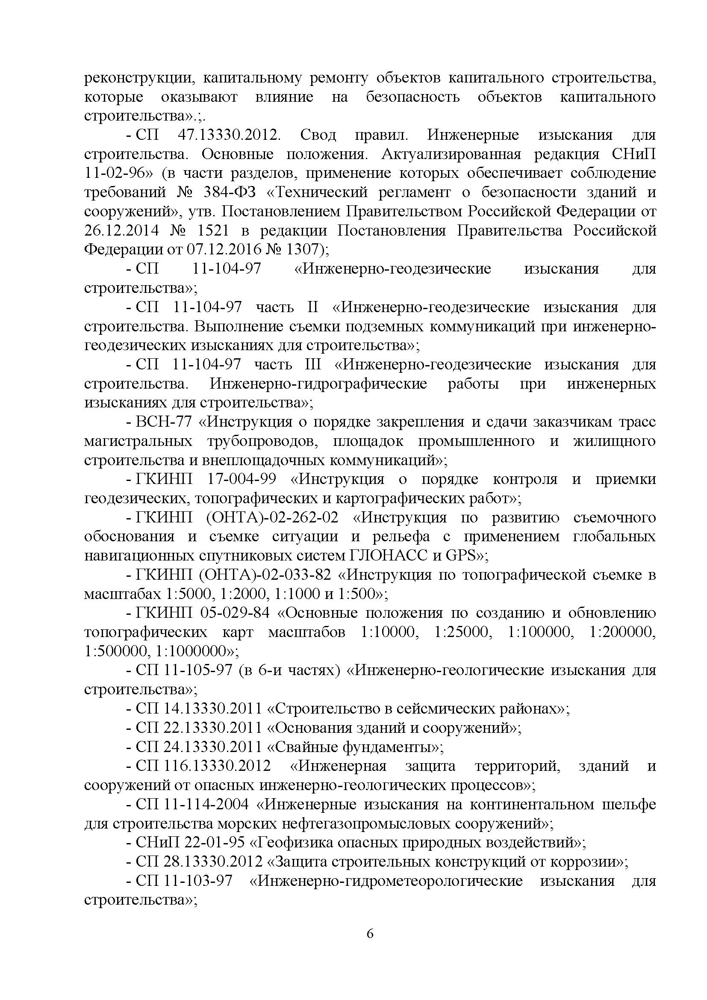 реконструкции, капитальному ремонту объектов капитального строительства,
которые оказывают влияние на безопасность объектов капитального
строительства».;.
- СП 47.13330.2012. Свод правил. Инженерные изыскания для
строительства. Основные положения. Актуализированная редакция СНиП
11-02-96» (в части разделов, применение которых обеспечивает соблюдение
требований № 384-ФЗ «Технический регламент о безопасности зданий и
сооружений», утв. Постановлением Правительством Российской Федерации от
26.12.2014 № 1521 в редакции Постановления Правительства Российской
Федерации от 07.12.2016 № 1307);
- СП 11-104-97 «Инженерно-геодезические изыскания для
строительства»;
- СП 11-104-97 часть II «Инженерно-геодезические изыскания для
строительства. Выполнение съемки подземных коммуникаций при инженерно-
геодезических изысканиях для строительства»;
- СП 11-104-97 часть III «Инженерно-геодезические изыскания для
строительства. Инженерно-гидрографические работы при инженерных
изысканиях для строительства»;
- ВСН-77 «Инструкция о порядке закрепления и сдачи заказчикам трасс
магистральных трубопроводов, площадок промышленного и жилищного
строительства и внеплощадочных коммуникаций»;
- ГКИНП 17-004-99 «Инструкция о порядке контроля и приемки
геодезических, топографических и картографических работ»;
- ГКИНП (ОНТА)-02-262-02 «Инструкция по развитию съемочного
обоснования и съемке ситуации и рельефа с применением глобальных
навигационных спутниковых систем ГЛОНАСС и GPS»;
- ГКИНП (ОНТА)-02-033-82 «Инструкция по топографической съемке в
масштабах 1:5000, 1:2000, 1:1000 и 1:500»;
- ГКИНП 05-029-84 «Основные положения по созданию и обновлению
топографических карт масштабов 1:10000, 1:25000, 1:100000, 1:200000,
1:500000, 1:1000000»;
- СП 11-105-97 (в 6-и частях) «Инженерно-геологические изыскания для
строительства»;
- СП 14.13330.2011 «Строительство в сейсмических районах»;
- СП 22.13330.2011 «Основания зданий и сооружений»;
- СП 24.13330.2011 «Свайные фундаменты»;
- СП 116.13330.2012 «Инженерная защита территорий, зданий и
сооружений от опасных инженерно-геологических процессов»;
- СП 11-114-2004 «Инженерные изыскания на континентальном шельфе
для строительства морских нефтегазопромысловых сооружений»;
- СНиП 22-01-95 «Геофизика опасных природных воздействий»;
- СП 28.13330.2012 «Защита строительных конструкций от коррозии»;
- СП 11-103-97 «Инженерно-гидрометеорологические изыскания для
строительства»;
6